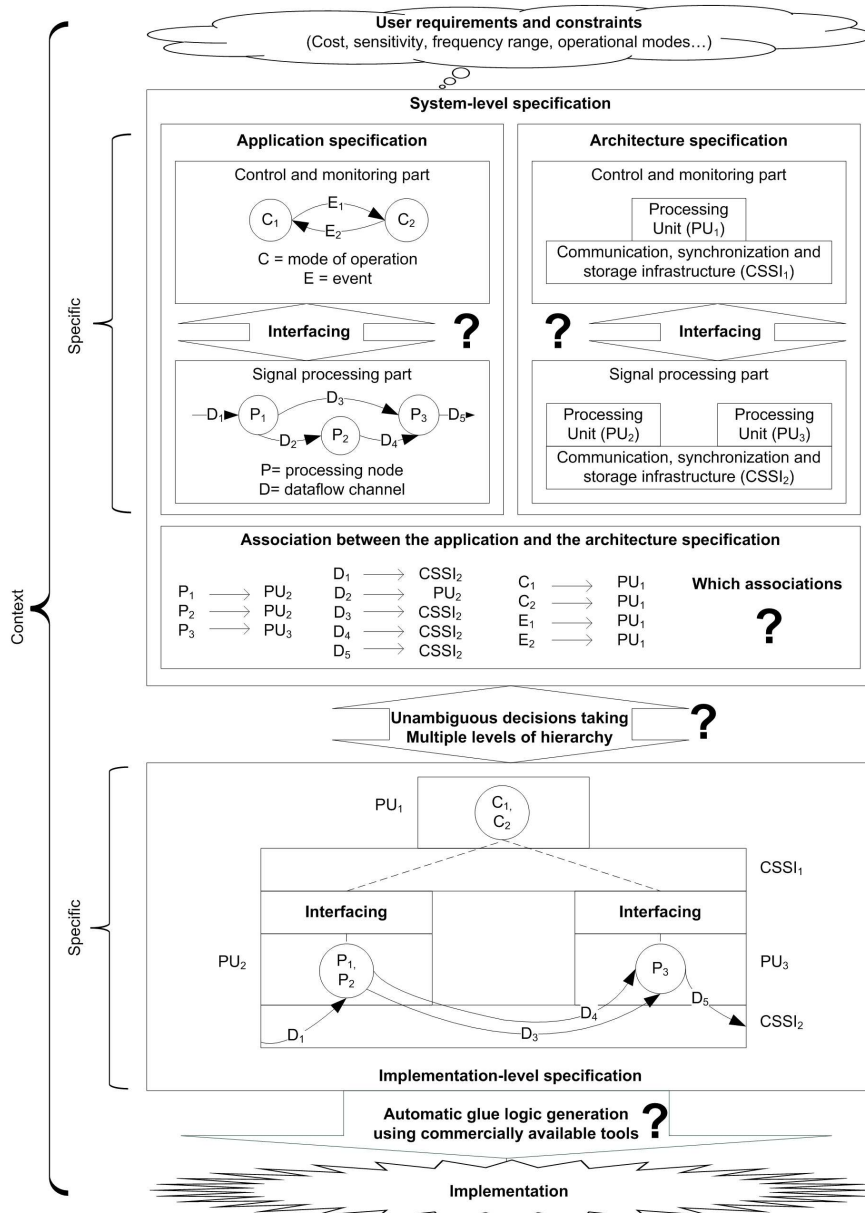 User requirements and constraints
(Cost, sensitivity, frequency range, operational modes…)
System-level specification
Application specification
Control and monitoring part
C₁
E₁
E₂
C₂
C = mode of operation
E = event
Interfacing
?
Signal processing part
D₁
P₁
D₃
D₂
P₂
D₄
P₃
D₅
P= processing node
D= dataflow channel
Architecture specification
Control and monitoring part
Processing
Unit (PU₁)
Communication, synchronization and
storage infrastructure (CSSI₁)
?
Interfacing
Signal processing part
Processing
Unit (PU₂)
Processing
Unit (PU₃)
Communication, synchronization and
storage infrastructure (CSSI₂)
Specific
Association between the application and the architecture specification
P₁ → PU₂
P₂ → PU₂
P₃ → PU₃
D₁ → CSSI₂
D₂ → PU₂
D₃ → CSSI₂
D₄ → CSSI₂
D₅ → CSSI₂
C₁ → PU₁
C₂ → PU₁
E₁ → PU₁
E₂ → PU₁
Which associations
?
Context
Unambiguous decisions taking
Multiple levels of hierarchy
?
Specific
PU₁
C₁,
C₂
CSSI₁
Interfacing
Interfacing
PU₂
P₁,
P₂
P₃
PU₃
D₁
D₄
D₃
D₅
CSSI₂
Implementation-level specification
Automatic glue logic generation
using commercially available tools
?
Implementation